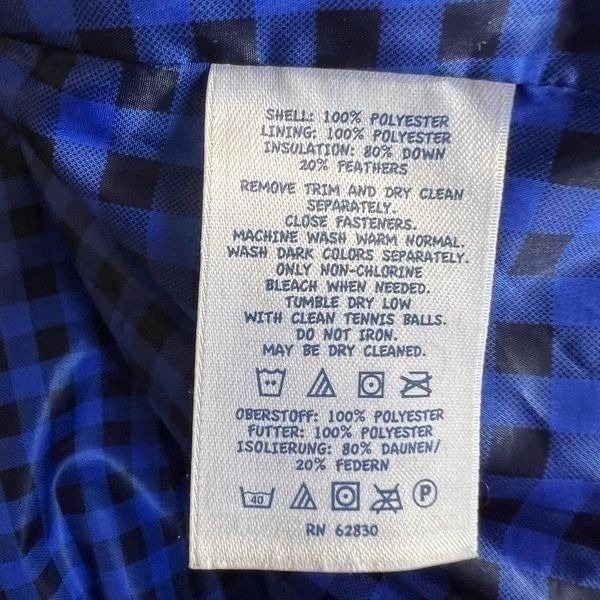 SHELL: 100% POLYESTER
LINING: 100% POLYESTER
INSULATION: 80% DOWN
20% FEATHERS
REMOVE TRIM AND DRY CLEAN
SEPARATELY.
CLOSE FASTENERS.
MACHINE WASH WARM NORMAL.
WASH DARK COLORS SEPARATELY.
ONLY NON-CHLORINE
BLEACH WHEN NEEDED.
TUMBLE DRY LOW
WITH CLEAN TENNIS BALLS.
DO NOT IRON.
MAY BE DRY CLEANED.
OBERSTOFF: 100% POLYESTER
FUTTER: 100% POLYESTER
ISOLIERUNG: 80% DAUNEN/
20% FEDERN
40 P
RN 62830